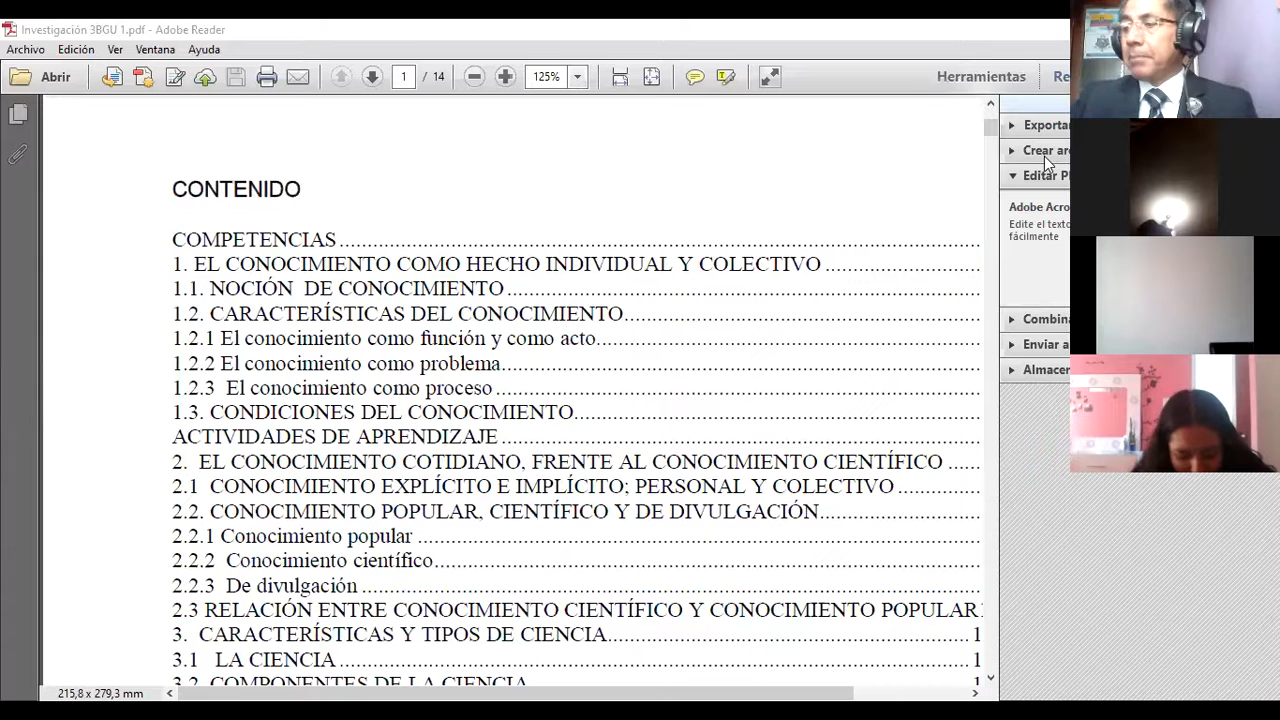 Investigación 3BGU 1.pdf - Adobe Reader
Archivo Edición Ver Ventana Ayuda
Abrir 1 / 14 125% Herramientas
Exportar
Crear
Editar
Adobe
Edite el texto
fácilmente
Enviar a
CONTENIDO
COMPETENCIAS
1. EL CONOCIMIENTO COMO HECHO INDIVIDUAL Y COLECTIVO
1.1. NOCIÓN DE CONOCIMIENTO
1.2. CARACTERÍSTICAS DEL CONOCIMIENTO
1.2.1 El conocimiento como función y como acto
1.2.2 El conocimiento como problema
1.2.3 El conocimiento como proceso
1.3. CONDICIONES DEL CONOCIMIENTO
ACTIVIDADES DE APRENDIZAJE
2. EL CONOCIMIENTO COTIDIANO, FRENTE AL CONOCIMIENTO CIENTÍFICO
2.1 CONOCIMIENTO EXPLÍCITO E IMPLÍCITO; PERSONAL Y COLECTIVO
2.2. CONOCIMIENTO POPULAR, CIENTÍFICO Y DE DIVULGACIÓN
2.2.1 Conocimiento popular
2.2.2 Conocimiento científico
2.2.3 De divulgación
2.3 RELACIÓN ENTRE CONOCIMIENTO CIENTÍFICO Y CONOCIMIENTO POPULAR
3. CARACTERÍSTICAS Y TIPOS DE CIENCIA 1
3.1 LA CIENCIA 1
3.2 COMPONENTES DE LA CIENCIA
215,8 x 279,3 mm